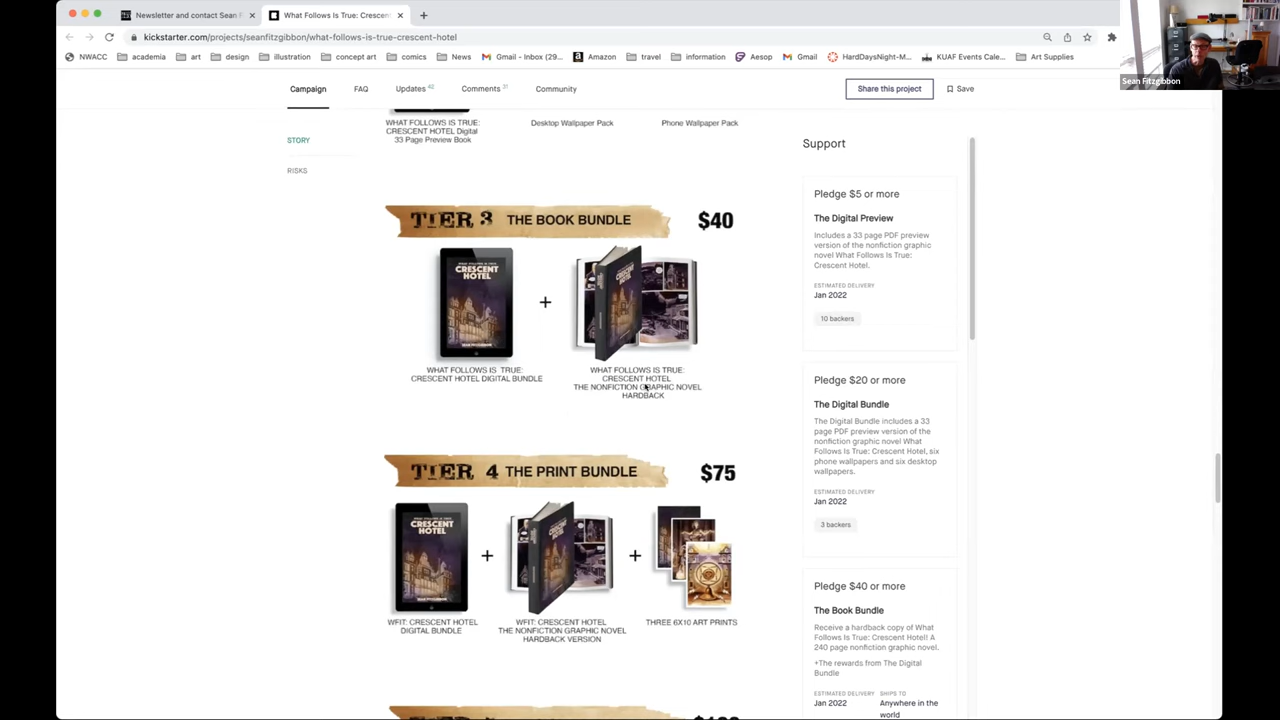 Newsletter and contact Sean F
What Follows Is True: Crescen
kickstarter.com/projects/seanfitzgibbon/what-follows-is-true-crescent-hotel
NWACC
academia
art
design
illustration
concept art
comics
News
Gmail - Inbox (29...
Amazon
travel
information
Aesop
Gmail
HardDaysNight-M...
KUAF Events Cale...
Art Supplies
Sean Fitzgibbon
Campaign
FAQ
Updates 42
Comments 31
Community
Share this project
Save
STORY
RISKS
WHAT FOLLOWS IS TRUE:
CRESCENT HOTEL Digital
33 Page Preview Book
Desktop Wallpaper Pack
Phone Wallpaper Pack
TIER 3 THE BOOK BUNDLE $40
CRESCENT
HOTEL
+
WHAT FOLLOWS IS TRUE:
CRESCENT HOTEL DIGITAL BUNDLE
WHAT FOLLOWS IS TRUE:
CRESCENT HOTEL
THE NONFICTION GRAPHIC NOVEL
HARDBACK
TIER 4 THE PRINT BUNDLE $75
CRESCENT
HOTEL
+
+
WFIT: CRESCENT HOTEL
DIGITAL BUNDLE
WFIT: CRESCENT HOTEL
THE NONFICTION GRAPHIC NOVEL
HARDBACK VERSION
THREE 6X10 ART PRINTS
Support
Pledge $5 or more
The Digital Preview
Includes a 33 page PDF preview
version of the nonfiction graphic
novel What Follows Is True:
Crescent Hotel.
ESTIMATED DELIVERY
Jan 2022
10 backers
Pledge $20 or more
The Digital Bundle
The Digital Bundle includes a 33
page PDF preview version of the
nonfiction graphic novel What
Follows Is True: Crescent Hotel, six
phone wallpapers and six desktop
wallpapers.
ESTIMATED DELIVERY
Jan 2022
3 backers
Pledge $40 or more
The Book Bundle
Receive a hardback copy of What
Follows Is True: Crescent Hotel! A
240 page nonfiction graphic novel.
+The rewards from The Digital
Bundle
ESTIMATED DELIVERY SHIPS TO
Jan 2022 Anywhere in the
world